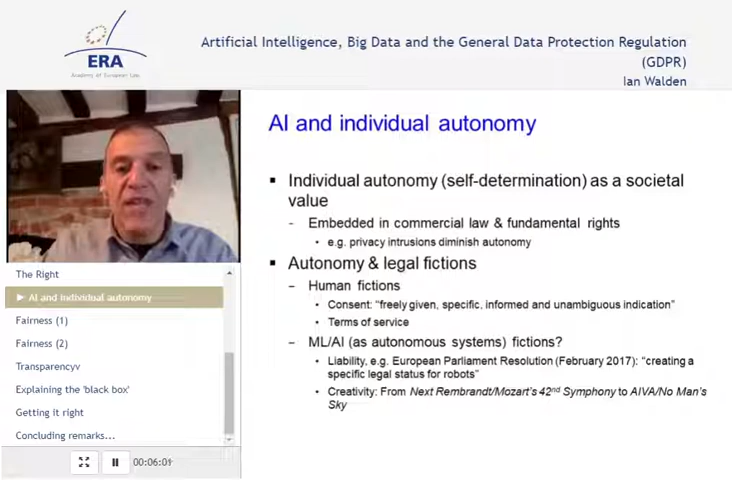 ERA
Academy of European Law
Artificial Intelligence, Big Data and the General Data Protection Regulation
(GDPR)
Ian Walden
The Right
► AI and individual autonomy
Fairness (1)
Fairness (2)
Transparencyv
Explaining the 'black box'
Getting it right
Concluding remarks...
00:06:01
AI and individual autonomy
▪ Individual autonomy (self-determination) as a societal
value
– Embedded in commercial law & fundamental rights
• e.g. privacy intrusions diminish autonomy
▪ Autonomy & legal fictions
– Human fictions
• Consent: “freely given, specific, informed and unambiguous indication”
• Terms of service
– ML/AI (as autonomous systems) fictions?
• Liability, e.g. European Parliament Resolution (February 2017): “creating a
specific legal status for robots”
• Creativity: From Next Rembrandt/Mozart’s 42nd Symphony to AIVA/No Man’s
Sky